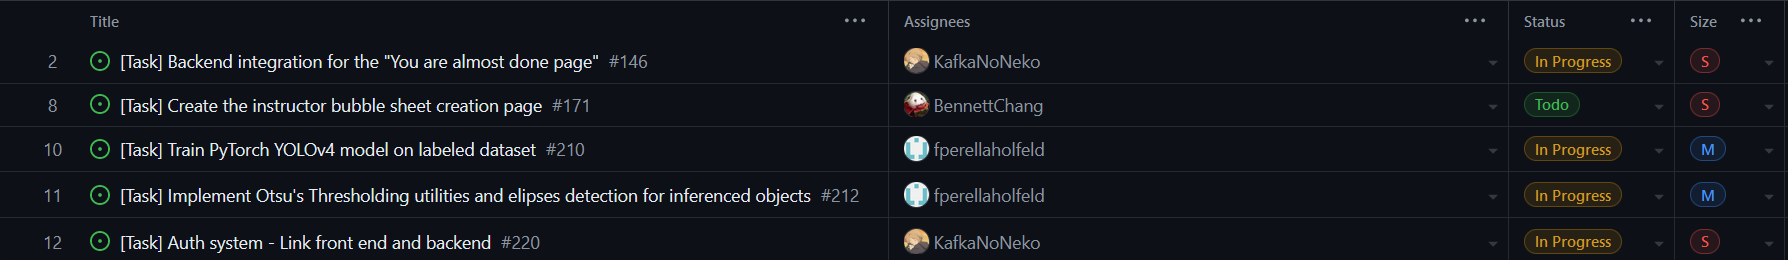 Title ... Assignees ... Status ... Size ...
2 [Task] Backend integration for the "You are almost done page" #146 KafkaNoNeko In Progress S
8 [Task] Create the instructor bubble sheet creation page #171 BennettChang Todo S
10 [Task] Train PyTorch YOLOv4 model on labeled dataset #210 fperellaholfeld In Progress M
11 [Task] Implement Otsu's Thresholding utilities and elipses detection for inferenced objects #212 fperellaholfeld In Progress M
12 [Task] Auth system - Link front end and backend #220 KafkaNoNeko In Progress S